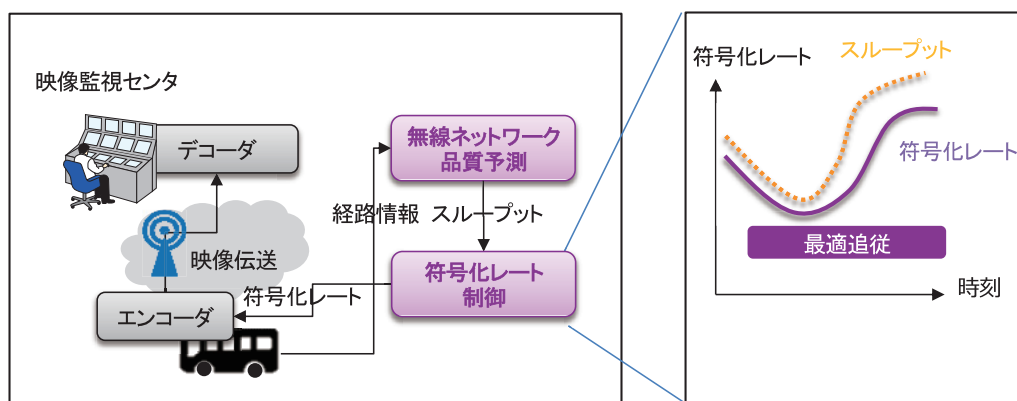 映像監視センタ
デコーダ
映像伝送
エンコーダ
無線ネットワーク
品質予測
経路情報 スループット
符号化レート
制御
符号化レート
符号化レート
スループット
符号化レート
最適追従
時刻